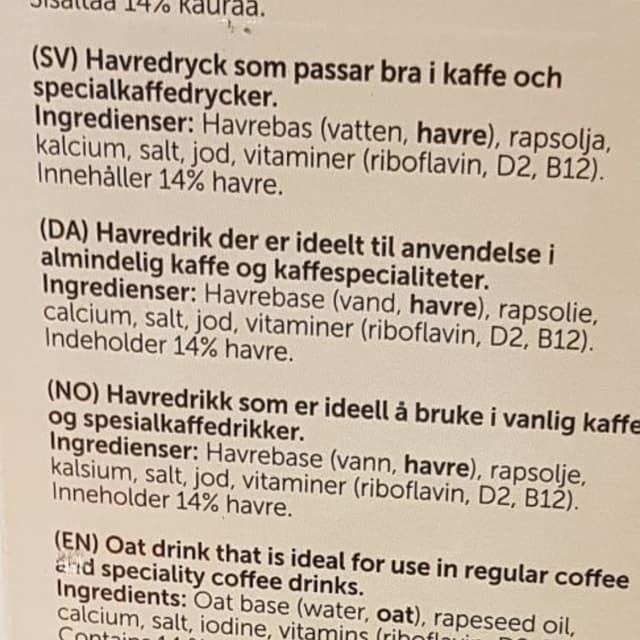 Sisältää 14% kauraa.
(SV) Havredryck som passar bra i kaffe och
specialkaffedrycker.
Ingredienser: Havrebas (vatten, havre), rapsolja,
kalcium, salt, jod, vitaminer (riboflavin, D2, B12).
Innehåller 14% havre.
(DA) Havredrik der er ideelt til anvendelse i
almindelig kaffe og kaffespecialiteter.
Ingredienser: Havrebase (vand, havre), rapsolie,
calcium, salt, jod, vitaminer (riboflavin, D2, B12).
Indeholder 14% havre.
(NO) Havredrikk som er ideell å bruke i vanlig kaffe
og spesialkaffedrikker.
Ingredienser: Havrebase (vann, havre), rapsolje,
kalsium, salt, jod, vitaminer (riboflavin, D2, B12).
Inneholder 14% havre.
(EN) Oat drink that is ideal for use in regular coffee
and speciality coffee drinks.
Ingredients: Oat base (water, oat), rapeseed oil,
calcium, salt, iodine, vitamins